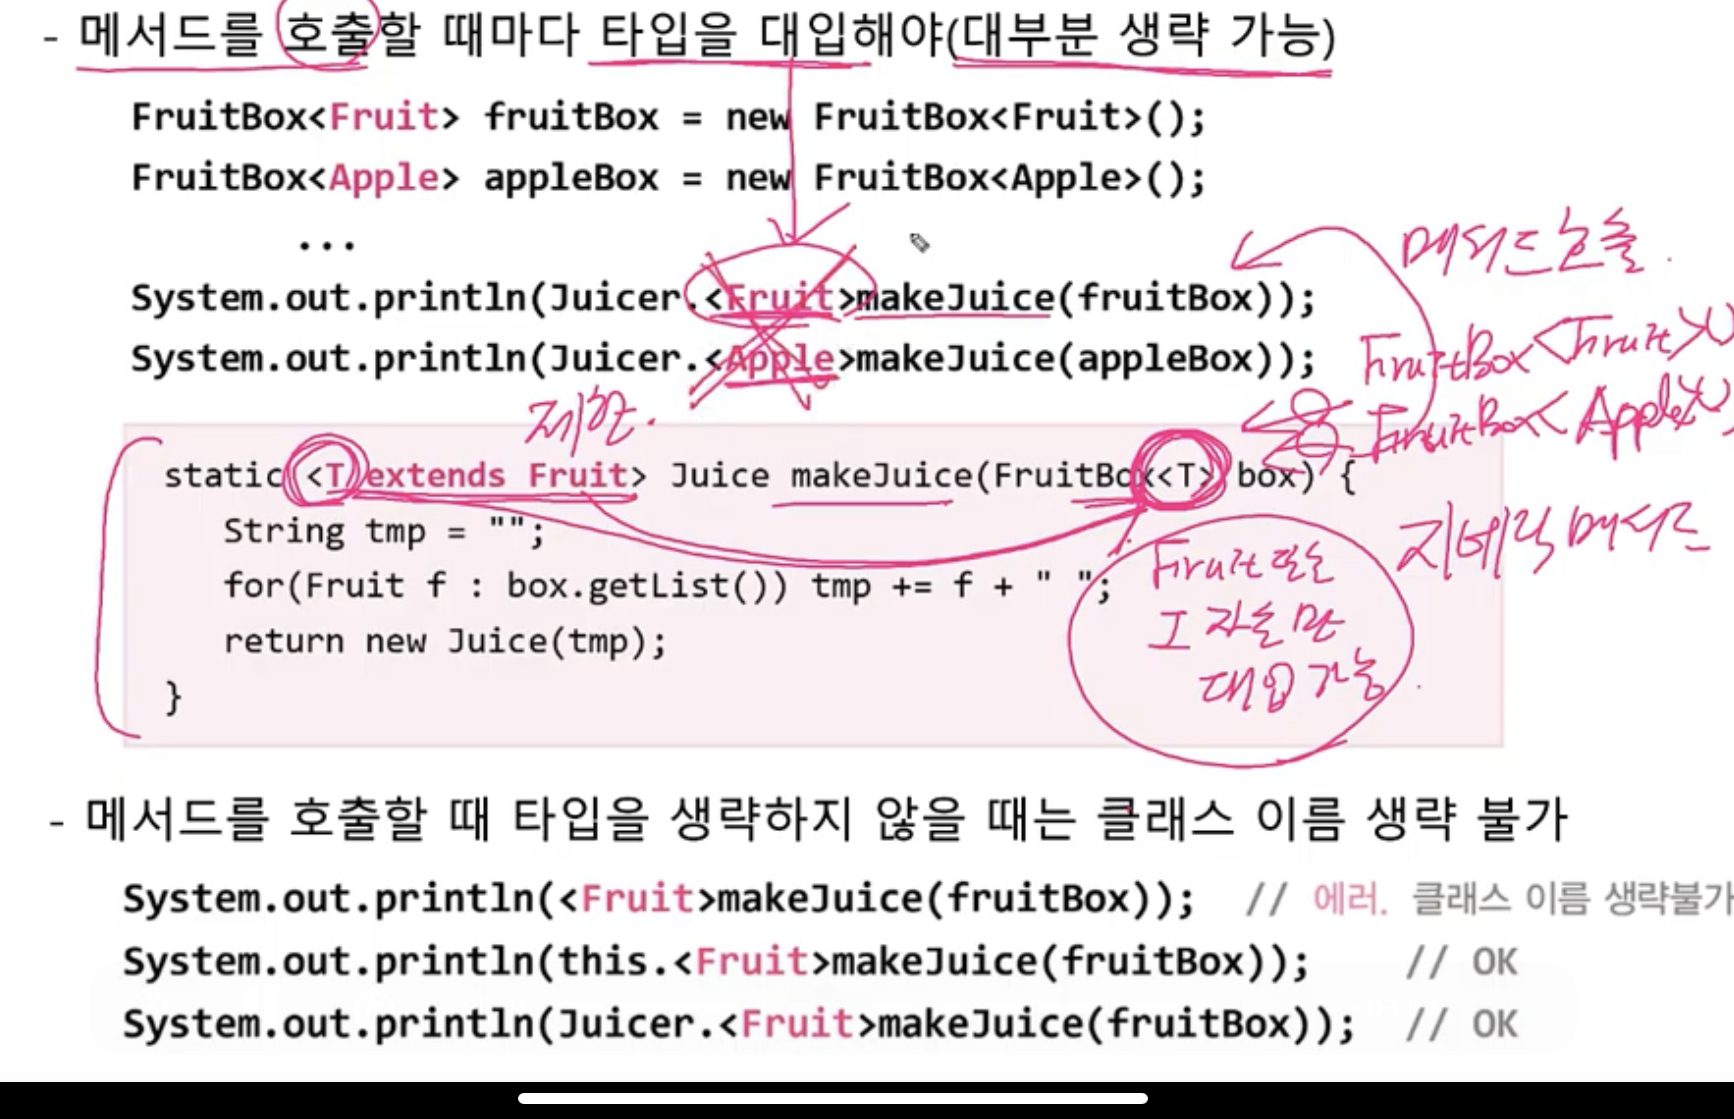 - 메서드를 호출할 때마다 타입을 대입해야(대부분 생략 가능)
FruitBox<Fruit> fruitBox = new FruitBox<Fruit>();
FruitBox<Apple> appleBox = new FruitBox<Apple>();
...
메서드 호출.
System.out.println(Juicer.<Fruit>makeJuice(fruitBox));
FruitBox<Fruit>()
System.out.println(Juicer.<Apple>makeJuice(appleBox));
FruitBox<Apple>()
제한.
static <T extends Fruit> Juice makeJuice(FruitBox<T> box) {
지네릭 메서드
String tmp = "";
for(Fruit f : box.getList()) tmp += f + " ";
Fruit 또는
그 자손만
대입 가능.
return new Juice(tmp);
}
- 메서드를 호출할 때 타입을 생략하지 않을 때는 클래스 이름 생략 불가
System.out.println(<Fruit>makeJuice(fruitBox)); // 에러. 클래스 이름 생략불가
System.out.println(this.<Fruit>makeJuice(fruitBox)); // OK
System.out.println(Juicer.<Fruit>makeJuice(fruitBox)); // OK